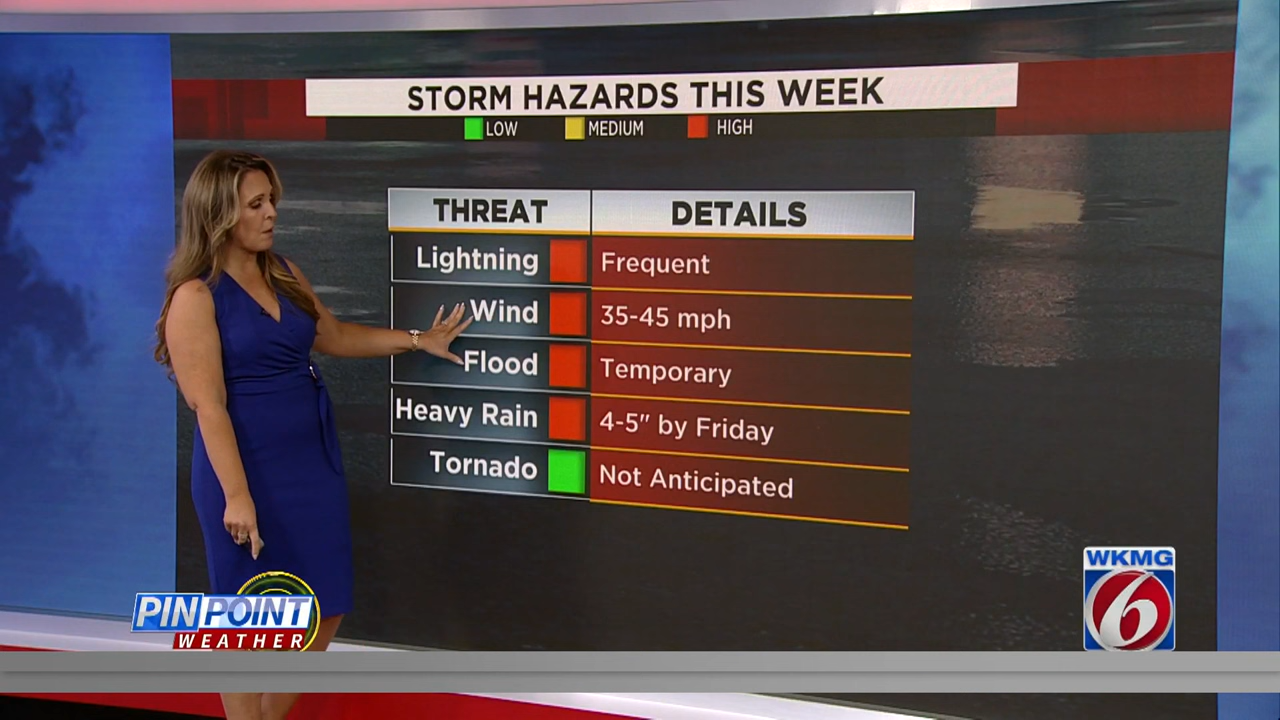 STORM HAZARDS THIS WEEK
LOW MEDIUM HIGH
THREAT DETAILS
Lightning Frequent
Wind 35-45 mph
Flood Temporary
Heavy Rain 4-5" by Friday
Tornado Not Anticipated
PINPOINT
WEATHER
WKMG
6